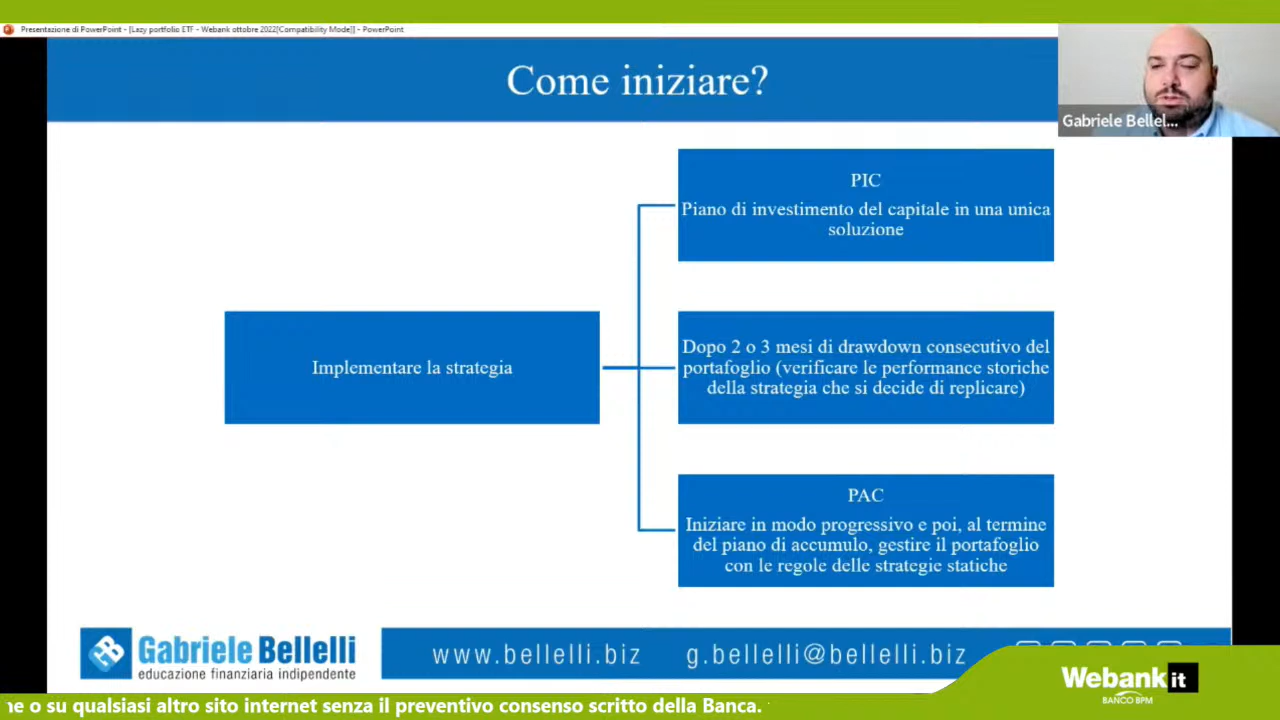 Presentazione di PowerPoint - [Lazy portfolio ETF - Webank ottobre 2022[Compatibility Mode]] - PowerPoint
Come iniziare?
Gabriele Bellel...
PIC
Piano di investimento del capitale in una unica
soluzione
Implementare la strategia
Dopo 2 o 3 mesi di drawdown consecutivo del
portafoglio (verificare le performance storiche
della strategia che si decide di replicare)
PAC
Iniziare in modo progressivo e poi, al termine
del piano di accumulo, gestire il portafoglio
con le regole delle strategie statiche
Gabriele Bellelli
educazione finanziaria indipendente
www.bellelli.biz g.bellelli@bellelli.biz
Webank it
BANCO BPM
ne o su qualsiasi altro sito internet senza il preventivo consenso scritto della Banca.